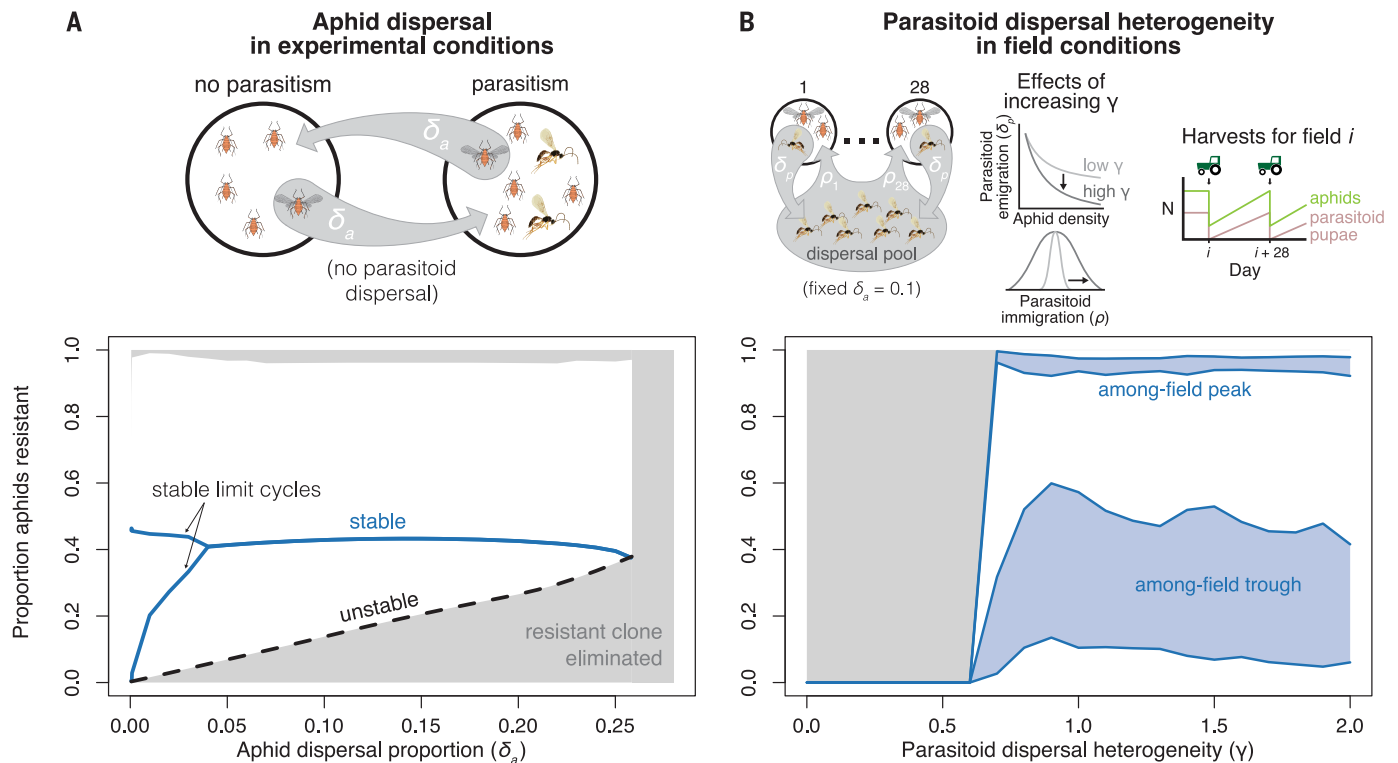 A
Aphid dispersal
in experimental conditions
no parasitism
parasitism
δa
δa
(no parasitoid
dispersal)
Proportion aphids resistant
1.0
0.8
0.6
0.4
0.2
0.0
stable limit cycles
stable
unstable
resistant clone
eliminated
0.00
0.05
0.10
0.15
0.20
0.25
Aphid dispersal proportion (δa)
B
Parasitoid dispersal heterogeneity
in field conditions
1
28
δp
ρ1
ρ28
δp
dispersal pool
(fixed δa = 0.1)
Effects of
increasing γ
Parasitoid
emigration (δp)
low γ
high γ
Aphid density
Parasitoid
immigration (ρ)
Harvests for field i
N
aphids
parasitoid
pupae
i
i + 28
Day
1.0
0.8
0.6
0.4
0.2
0.0
among-field peak
among-field trough
0.0
0.5
1.0
1.5
2.0
Parasitoid dispersal heterogeneity (γ)